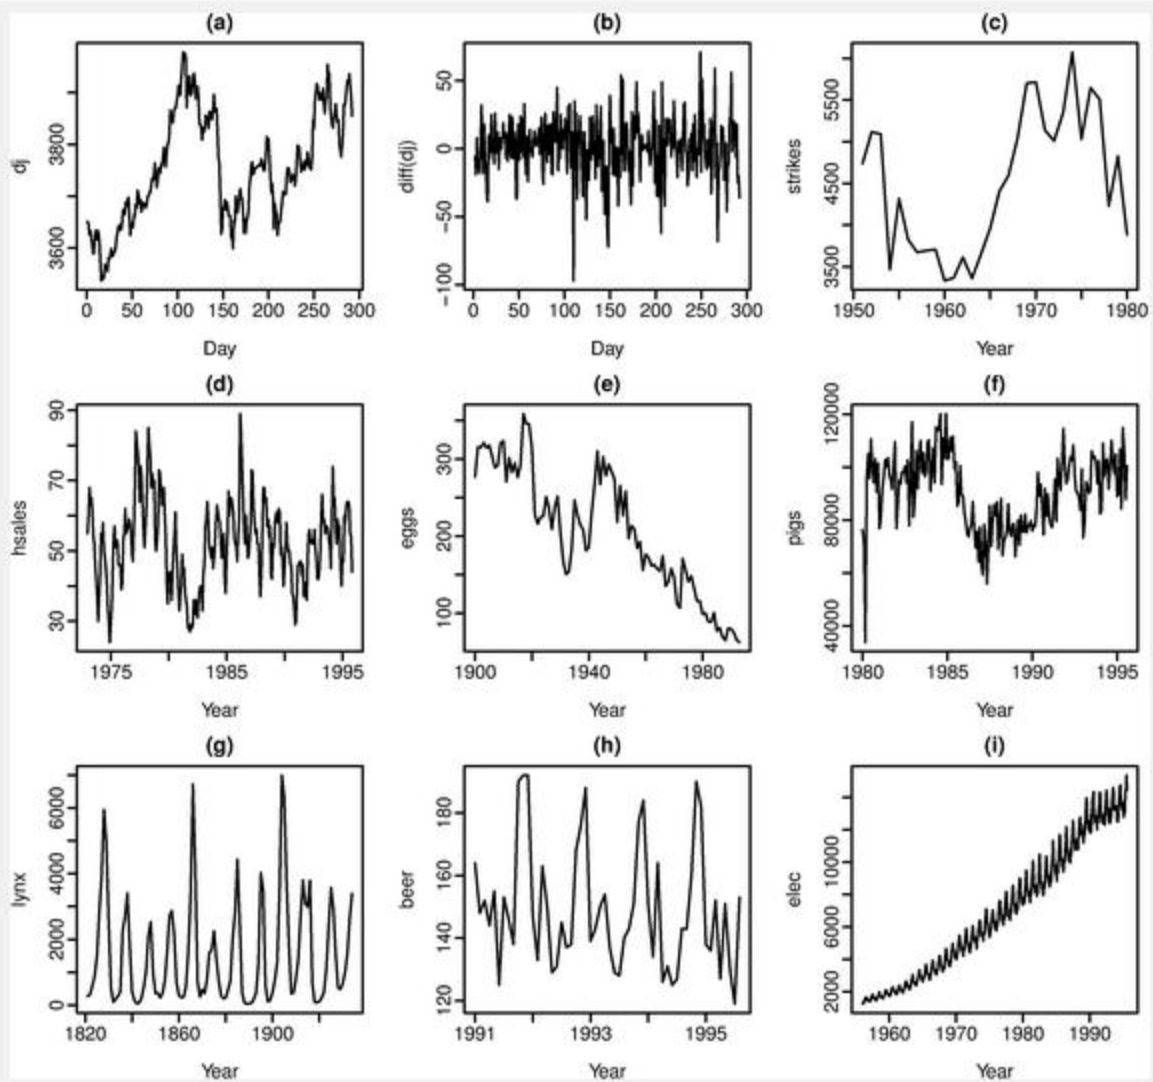 (a)
dj
3600 3800
0 50 100 150 200 250 300
Day
(b)
diff(dj)
−100 −50 0 50
0 50 100 150 200 250 300
Day
(c)
strikes
3500 4500 5500
1950 1960 1970 1980
Year
(d)
hsales
30 50 70 90
1975 1985 1995
Year
(e)
eggs
100 200 300
1900 1940 1980
Year
(f)
pigs
40000 80000 120000
1980 1985 1990 1995
Year
(g)
lynx
0 2000 4000 6000
1820 1860 1900
Year
(h)
beer
120 140 160 180
1991 1993 1995
Year
(i)
elec
2000 6000 10000
1960 1970 1980 1990
Year